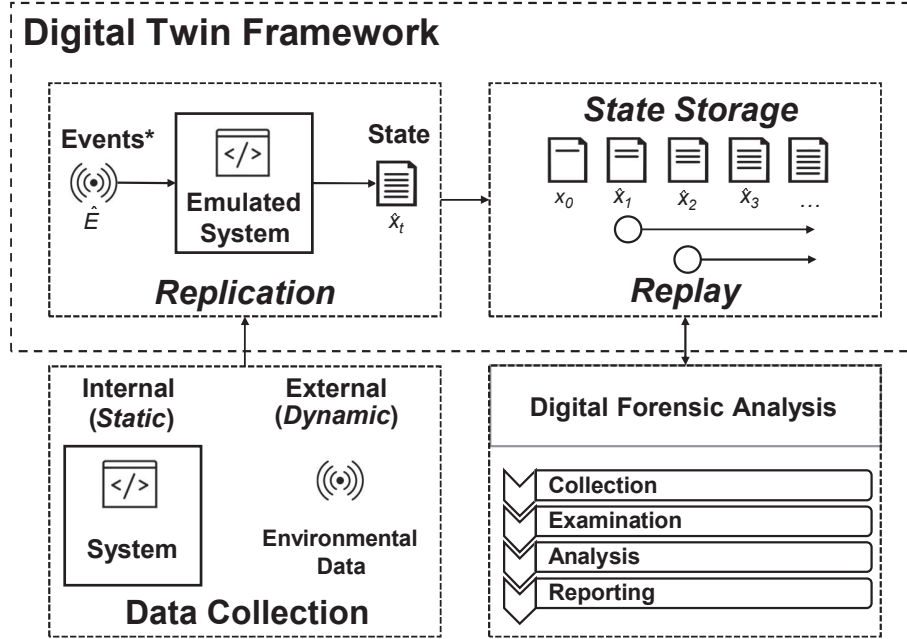 Digital Twin Framework
Events*
Ê
</>
Emulated
System
State
x̂t
Replication
State Storage
x0 x̂1 x̂2 x̂3 ...
Replay
Internal
(Static)
</>
System
External
(Dynamic)
Environmental
Data
Data Collection
Digital Forensic Analysis
Collection
Examination
Analysis
Reporting